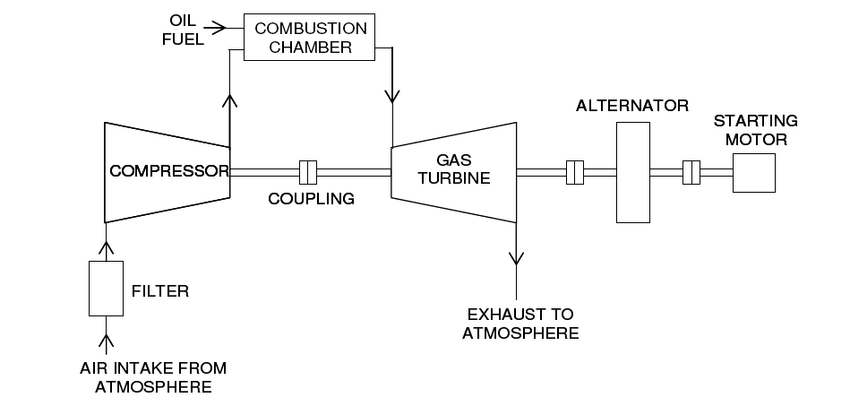 OIL
FUEL
COMBUSTION
CHAMBER
ALTERNATOR
STARTING
MOTOR
COMPRESSOR
GAS
TURBINE
COUPLING
FILTER
EXHAUST TO
ATMOSPHERE
AIR INTAKE FROM
ATMOSPHERE